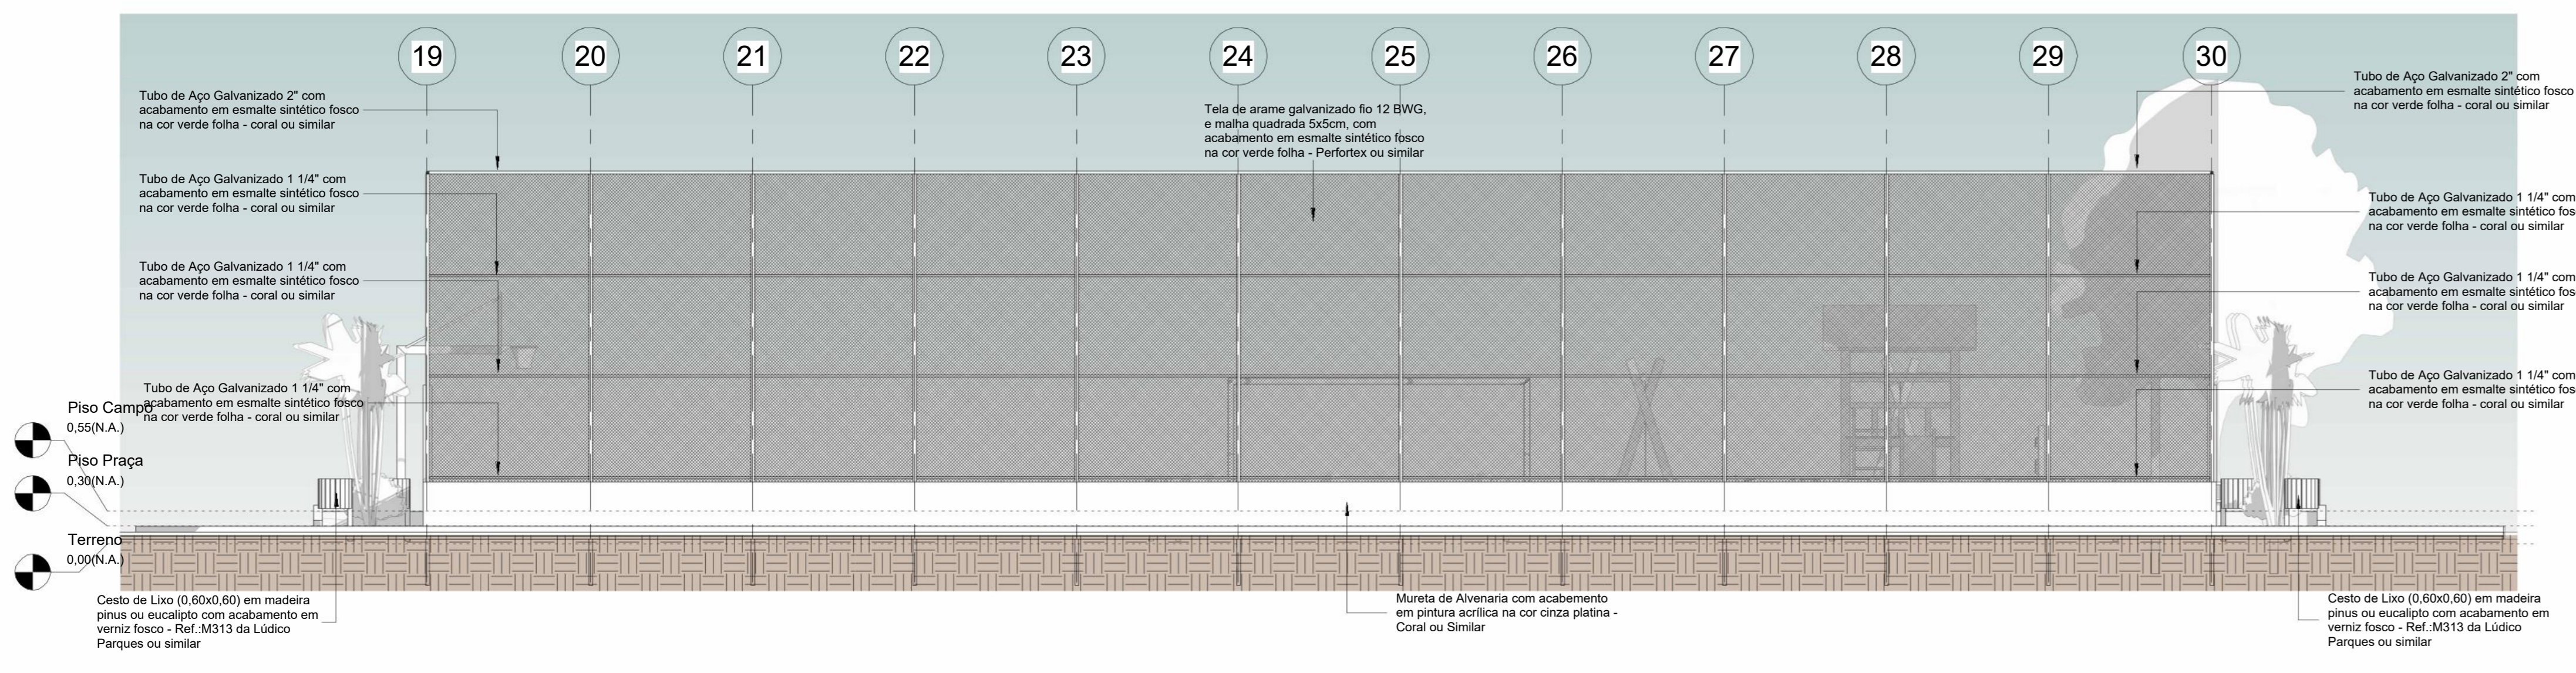 19
20
21
22
23
24
25
26
27
28
29
30
Tubo de Aço Galvanizado 2" com
acabamento em esmalte sintético fosco
na cor verde folha - coral ou similar
Tubo de Aço Galvanizado 1 1/4" com
acabamento em esmalte sintético fosco
na cor verde folha - coral ou similar
Tubo de Aço Galvanizado 1 1/4" com
acabamento em esmalte sintético fosco
na cor verde folha - coral ou similar
Tubo de Aço Galvanizado 1 1/4" com
acabamento em esmalte sintético fosco
na cor verde folha - coral ou similar
Tela de arame galvanizado fio 12 BWG,
e malha quadrada 5x5cm, com
acabamento em esmalte sintético fosco
na cor verde folha - Perfortex ou similar
Tubo de Aço Galvanizado 2" com
acabamento em esmalte sintético fosco
na cor verde folha - coral ou similar
Tubo de Aço Galvanizado 1 1/4" com
acabamento em esmalte sintético fos
na cor verde folha - coral ou similar
Tubo de Aço Galvanizado 1 1/4" com
acabamento em esmalte sintético fos
na cor verde folha - coral ou similar
Tubo de Aço Galvanizado 1 1/4" com
acabamento em esmalte sintético fos
na cor verde folha - coral ou similar
Piso Campo
0,55(N.A.)
Piso Praça
0,30(N.A.)
Terreno
0,00(N.A.)
Cesto de Lixo (0,60x0,60) em madeira
pinus ou eucalipto com acabamento em
verniz fosco - Ref.:M313 da Lúdico
Parques ou similar
Mureta de Alvenaria com acabemento
em pintura acrílica na cor cinza platina -
Coral ou Similar
Cesto de Lixo (0,60x0,60) em madeira
pinus ou eucalipto com acabamento em
verniz fosco - Ref.:M313 da Lúdico
Parques ou similar